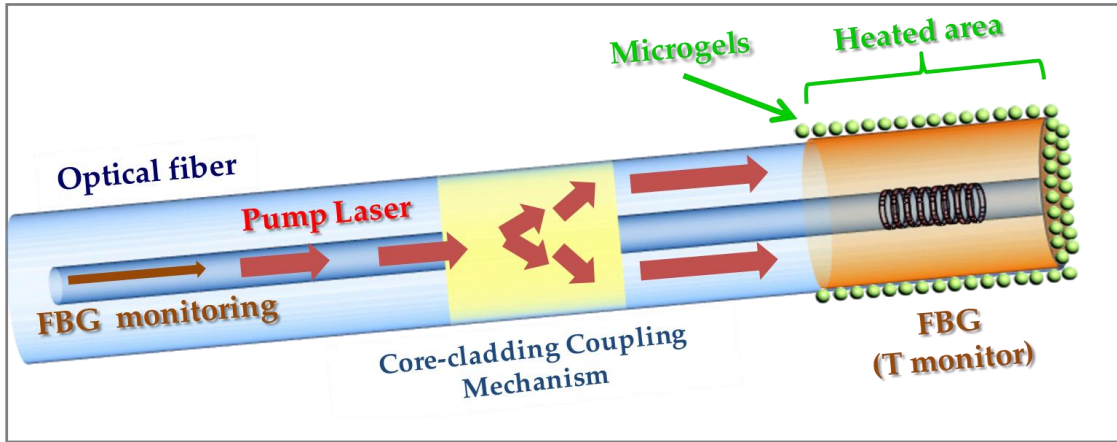 Microgels
Heated area
Optical fiber
Pump Laser
FBG monitoring
Core-cladding Coupling
Mechanism
FBG
(T monitor)